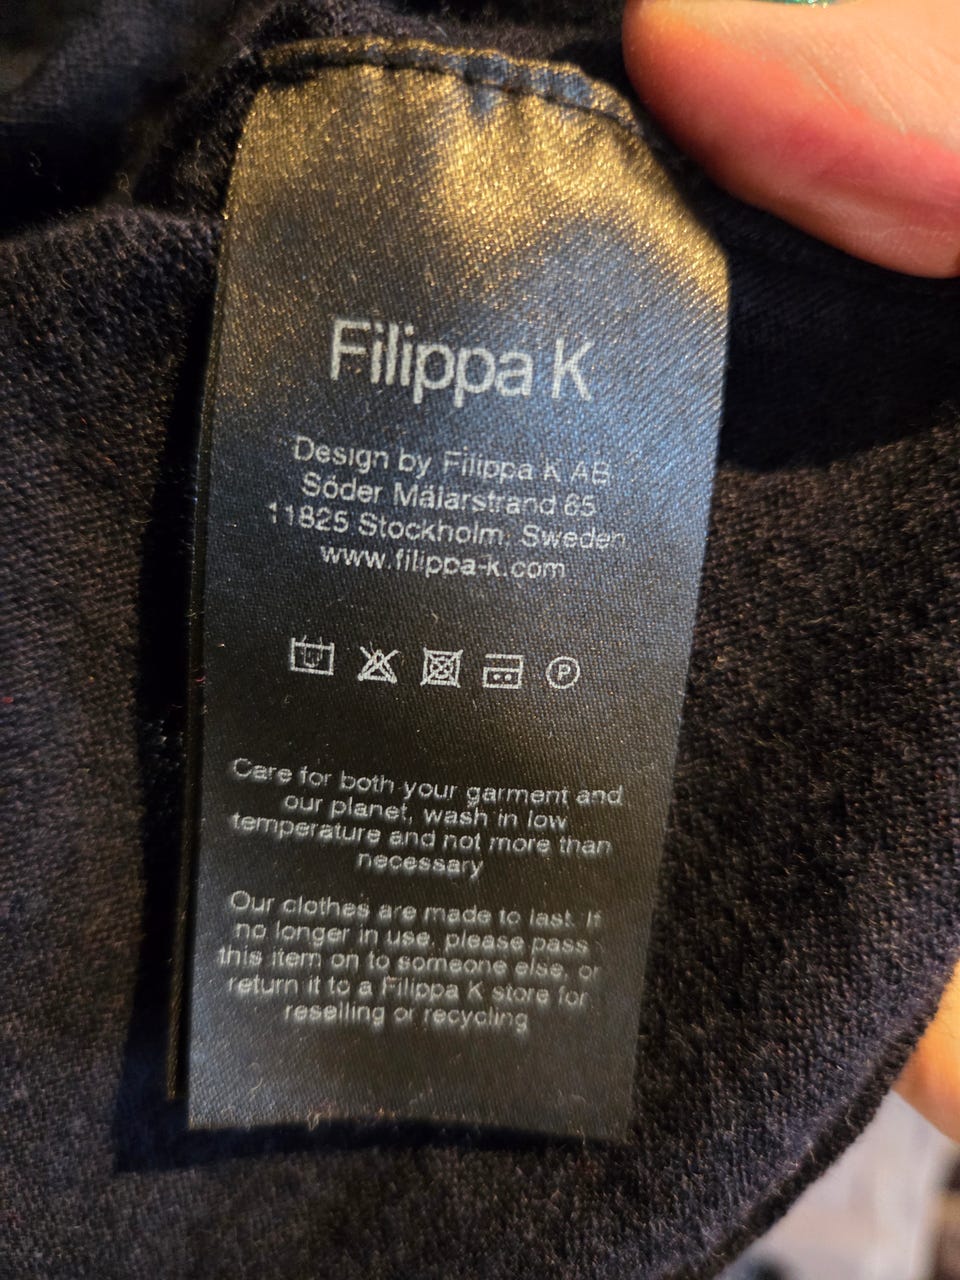 Filippa K
Design by Filippa K AB
Söder Mälarstrand 65
11825 Stockholm, Sweden
www.filippa-k.com
P
Care for both your garment and
our planet, wash in low
temperature and not more than
necessary
Our clothes are made to last. If
no longer in use, please pass
this item on to someone else, or
return it to a Filippa K store for
reselling or recycling